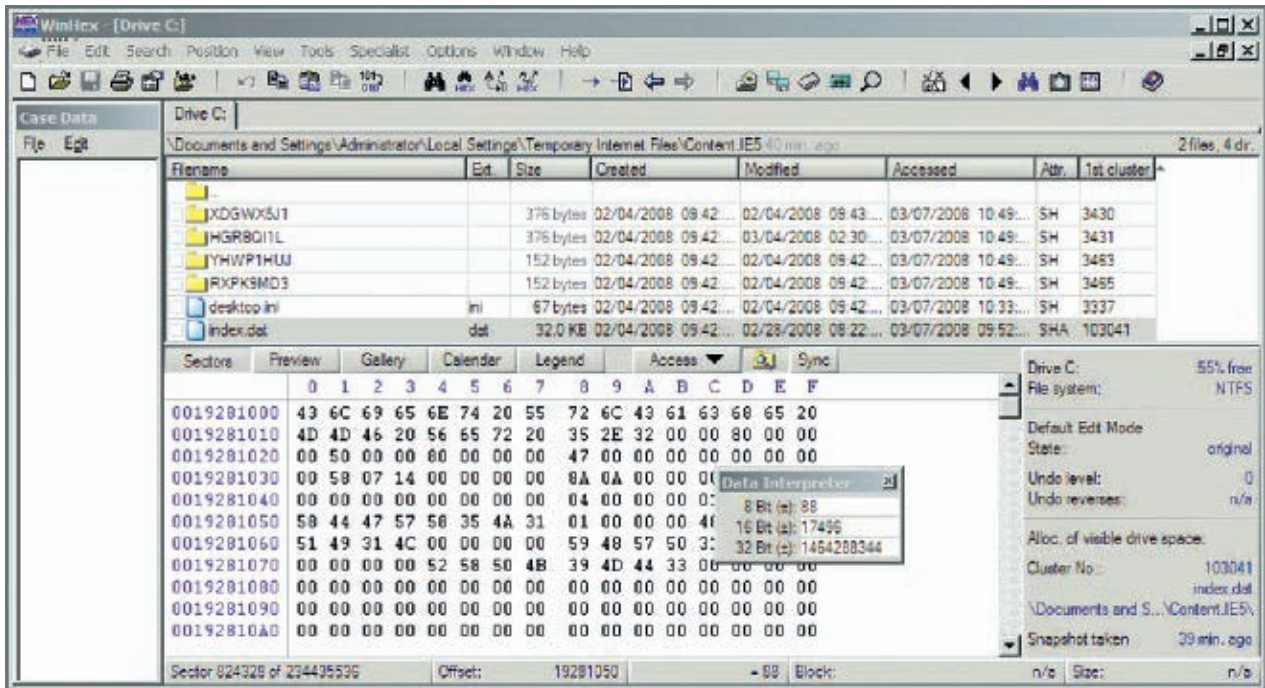 WinHex - [Drive C:]
File Edit Search Position View Tools Specialist Options Window Help
Case Data
File Edit
Drive C:
\Documents and Settings\Administrator\Local Settings\Temporary Internet Files\Content.IE5 40 min. ago 2 files, 4 dir.
Filename Ext. Size Created Modified Accessed Attr. 1st cluster
..
XDGWX5J1 376 bytes 02/04/2008 09:42:... 02/04/2008 09:43:... 03/07/2008 10:49:... SH 3430
HGR8QI1L 376 bytes 02/04/2008 09:42:... 03/04/2008 02:30:... 03/07/2008 10:49:... SH 3431
YHWP1HUJ 152 bytes 02/04/2008 09:42:... 02/04/2008 09:42:... 03/07/2008 10:49:... SH 3463
RXPK9MD3 152 bytes 02/04/2008 09:42:... 02/04/2008 09:42:... 03/07/2008 10:49:... SH 3465
desktop.ini ini 67 bytes 02/04/2008 09:42:... 02/04/2008 09:42:... 03/07/2008 10:33:... SH 3337
index.dat dat 32.0 KB 02/04/2008 09:42:... 02/28/2008 08:22:... 03/07/2008 09:52:... SHA 103041
Sectors Preview Gallery Calender Legend Access Sync
0 1 2 3 4 5 6 7 8 9 A B C D E F
0019281000 43 6C 69 65 6E 74 20 55 72 6C 43 61 63 68 65 20
0019281010 4D 4D 46 20 56 65 72 20 35 2E 32 00 00 80 00 00
0019281020 00 50 00 00 80 00 00 00 47 00 00 00 00 00 00 00
0019281030 00 58 07 14 00 00 00 00 8A 0A 00 00
0019281040 00 00 00 00 00 00 00 00 04 00 00 00
0019281050 58 44 47 57 58 35 4A 31 01 00 00 00
0019281060 51 49 31 4C 00 00 00 00 59 48 57 50
0019281070 00 00 00 00 52 58 50 4B 39 4D 44 33 00 00 00 00
0019281080 00 00 00 00 00 00 00 00 00 00 00 00 00 00 00 00
0019281090 00 00 00 00 00 00 00 00 00 00 00 00 00 00 00 00
00192810A0 00 00 00 00 00 00 00 00 00 00 00 00 00 00 00 00
Data Interpreter
8 Bit (±): 88
16 Bit (±): 17496
32 Bit (±): 1464288344
Drive C: 55% free
File system: NTFS
Default Edit Mode
State: original
Undo level: 0
Undo reverses: n/a
Alloc. of visible drive space:
Cluster No.: 103041
index.dat
\Documents and S...\Content.IE5\
Snapshot taken 39 min. ago
Sector 824328 of 234435536 Offset: 19281050 = 88 Block: n/a Size: n/a